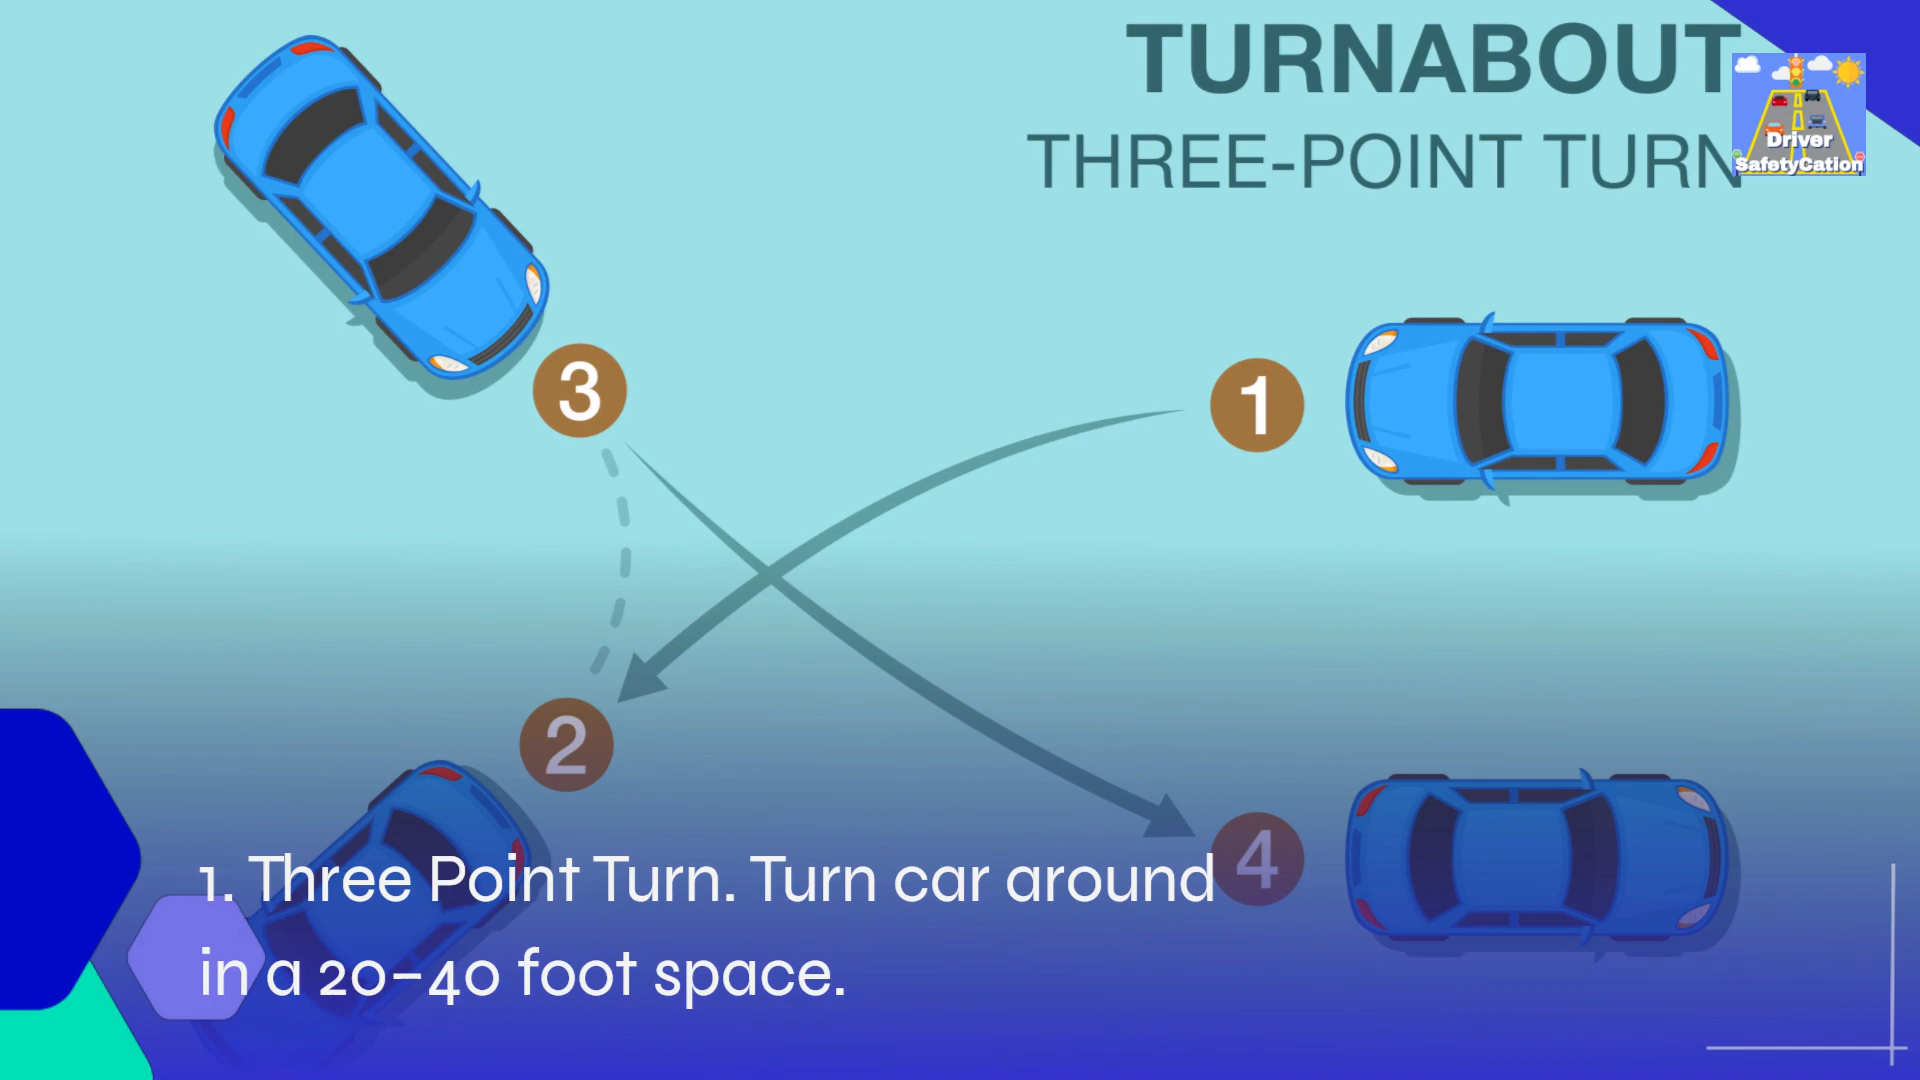 TURNABOUT
THREE-POINT TURN
Driver
SafetyCation
3
1
2
4
1. Three Point Turn. Turn car around
in a 20–40 foot space.